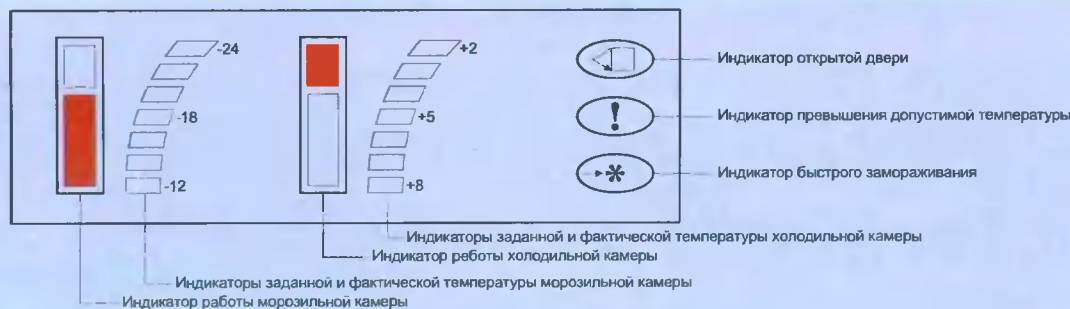 -24
+2
Индикатор открытой двери
-18
+5
!
Индикатор превышения допустимой температуры
-12
+8
Индикатор быстрого замораживания
Индикаторы заданной и фактической температуры холодильной камеры
Индикатор реботы холодильной камеры
Индикаторы заданной и фактической температуры морозильной камеры
Индикатор работы морозильной камеры